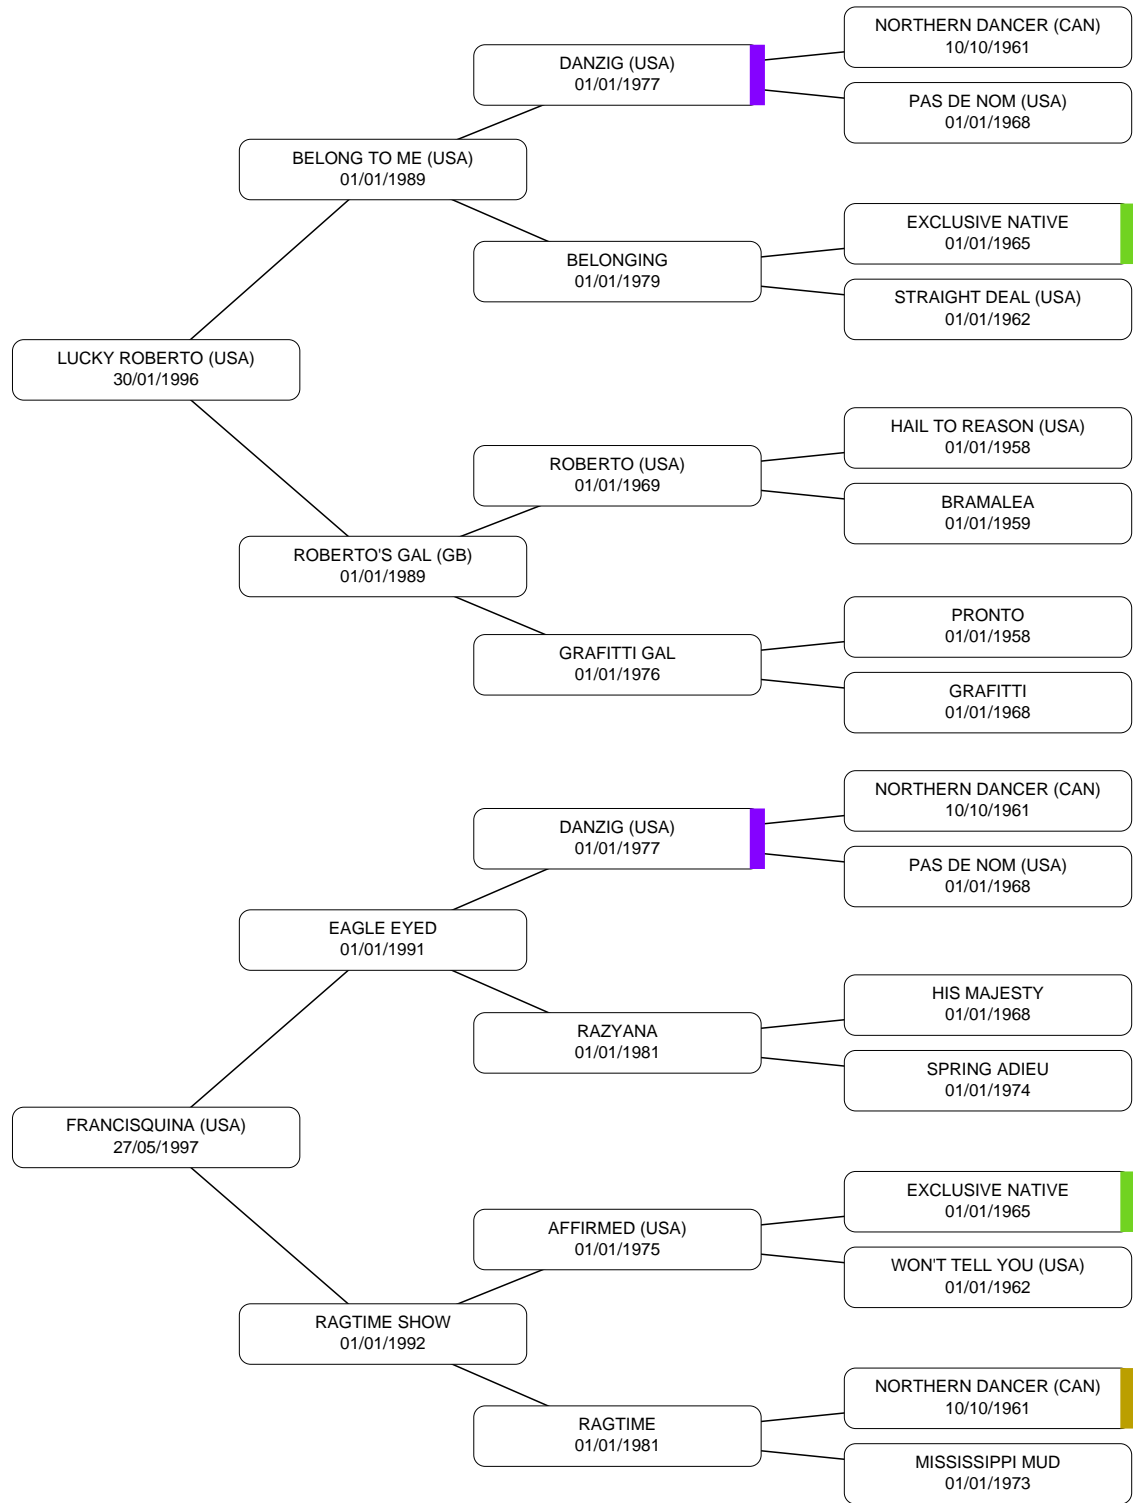 NORTHERN DANCER (CAN)
10/10/1961
DANZIG (USA)
01/01/1977
PAS DE NOM (USA)
01/01/1968
BELONG TO ME (USA)
01/01/1989
EXCLUSIVE NATIVE
01/01/1965
BELONGING
01/01/1979
STRAIGHT DEAL (USA)
01/01/1962
LUCKY ROBERTO (USA)
30/01/1996
HAIL TO REASON (USA)
01/01/1958
ROBERTO (USA)
01/01/1969
BRAMALEA
01/01/1959
ROBERTO'S GAL (GB)
01/01/1989
PRONTO
01/01/1958
GRAFITTI GAL
01/01/1976
GRAFITTI
01/01/1968
NORTHERN DANCER (CAN)
10/10/1961
DANZIG (USA)
01/01/1977
PAS DE NOM (USA)
01/01/1968
EAGLE EYED
01/01/1991
HIS MAJESTY
01/01/1968
RAZYANA
01/01/1981
SPRING ADIEU
01/01/1974
FRANCISQUINA (USA)
27/05/1997
EXCLUSIVE NATIVE
01/01/1965
AFFIRMED (USA)
01/01/1975
WON'T TELL YOU (USA)
01/01/1962
RAGTIME SHOW
01/01/1992
NORTHERN DANCER (CAN)
10/10/1961
RAGTIME
01/01/1981
MISSISSIPPI MUD
01/01/1973